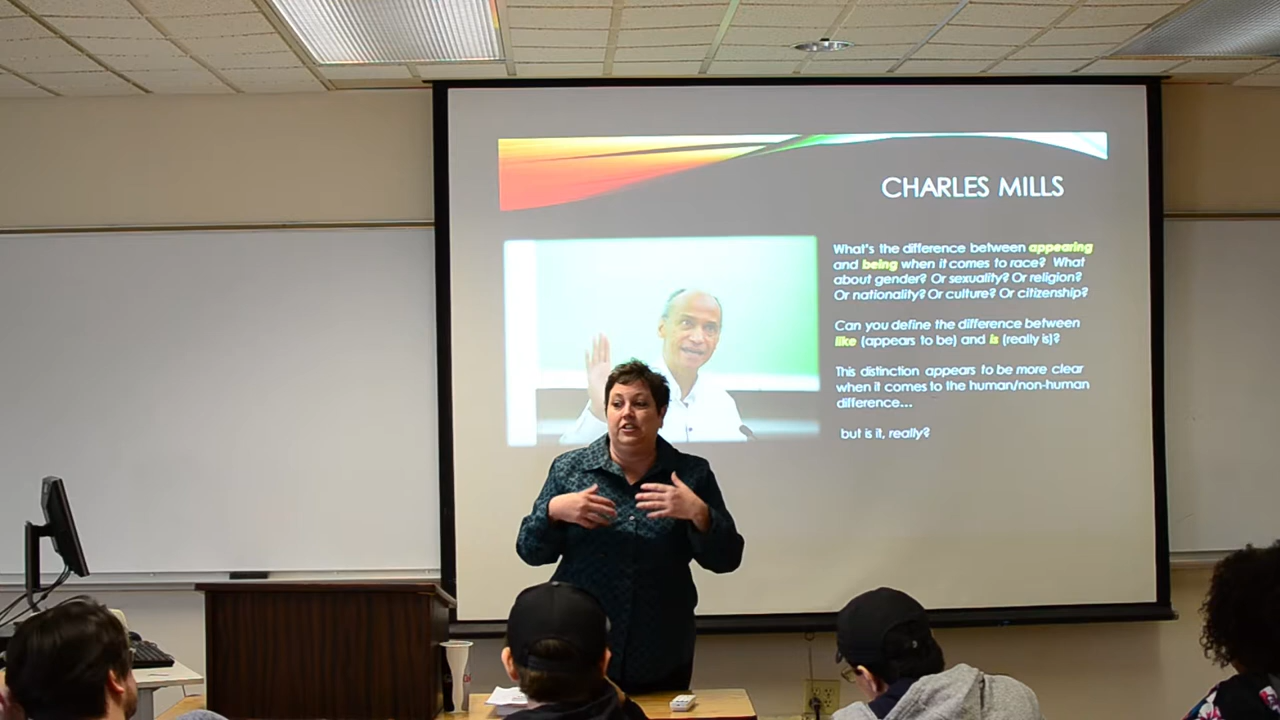 CHARLES MILLS
What's the difference between appearing
and being when it comes to race? What
about gender? Or sexuality? Or religion?
Or nationality? Or culture? Or citizenship?
Can you define the difference between
like (appears to be) and is (really is)?
This distinction appears to be more clear
when it comes to the human/non-human
difference...
but is it, really?